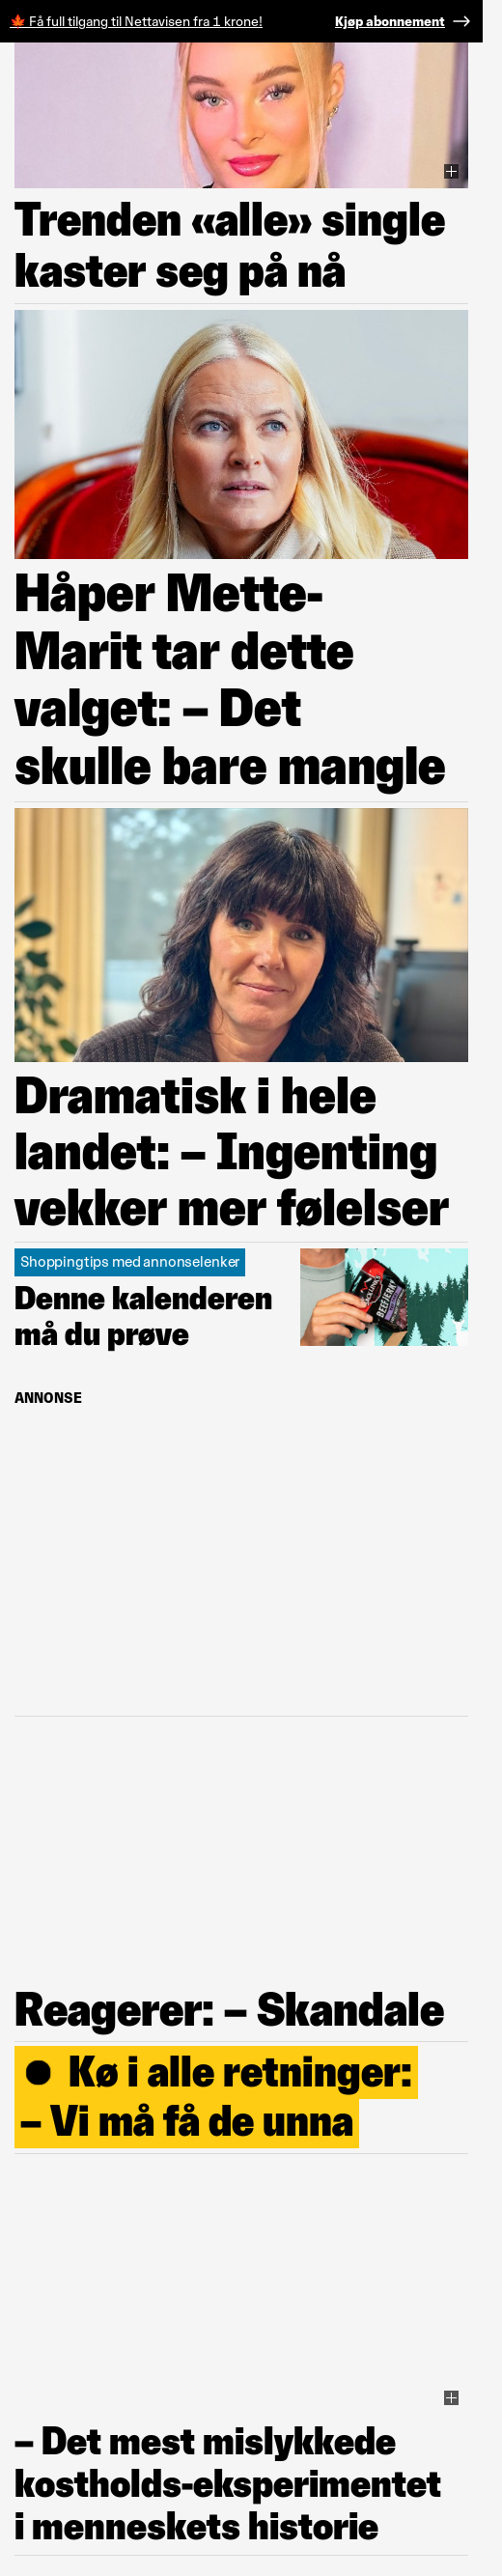 🍁 Få full tilgang til Nettavisen fra 1 krone! Kjøp abonnement →
Trenden «alle» single
kaster seg på nå
Håper Mette-
Marit tar dette
valget: – Det
skulle bare mangle
Dramatisk i hele
landet: – Ingenting
vekker mer følelser
Shoppingtips med annonselenker
Denne kalenderen
må du prøve
BEEF JERKY
ANNONSE
Reagerer: – Skandale
● Kø i alle retninger:
– Vi må få de unna
– Det mest mislykkede
kostholds-eksperimentet
i menneskets historie